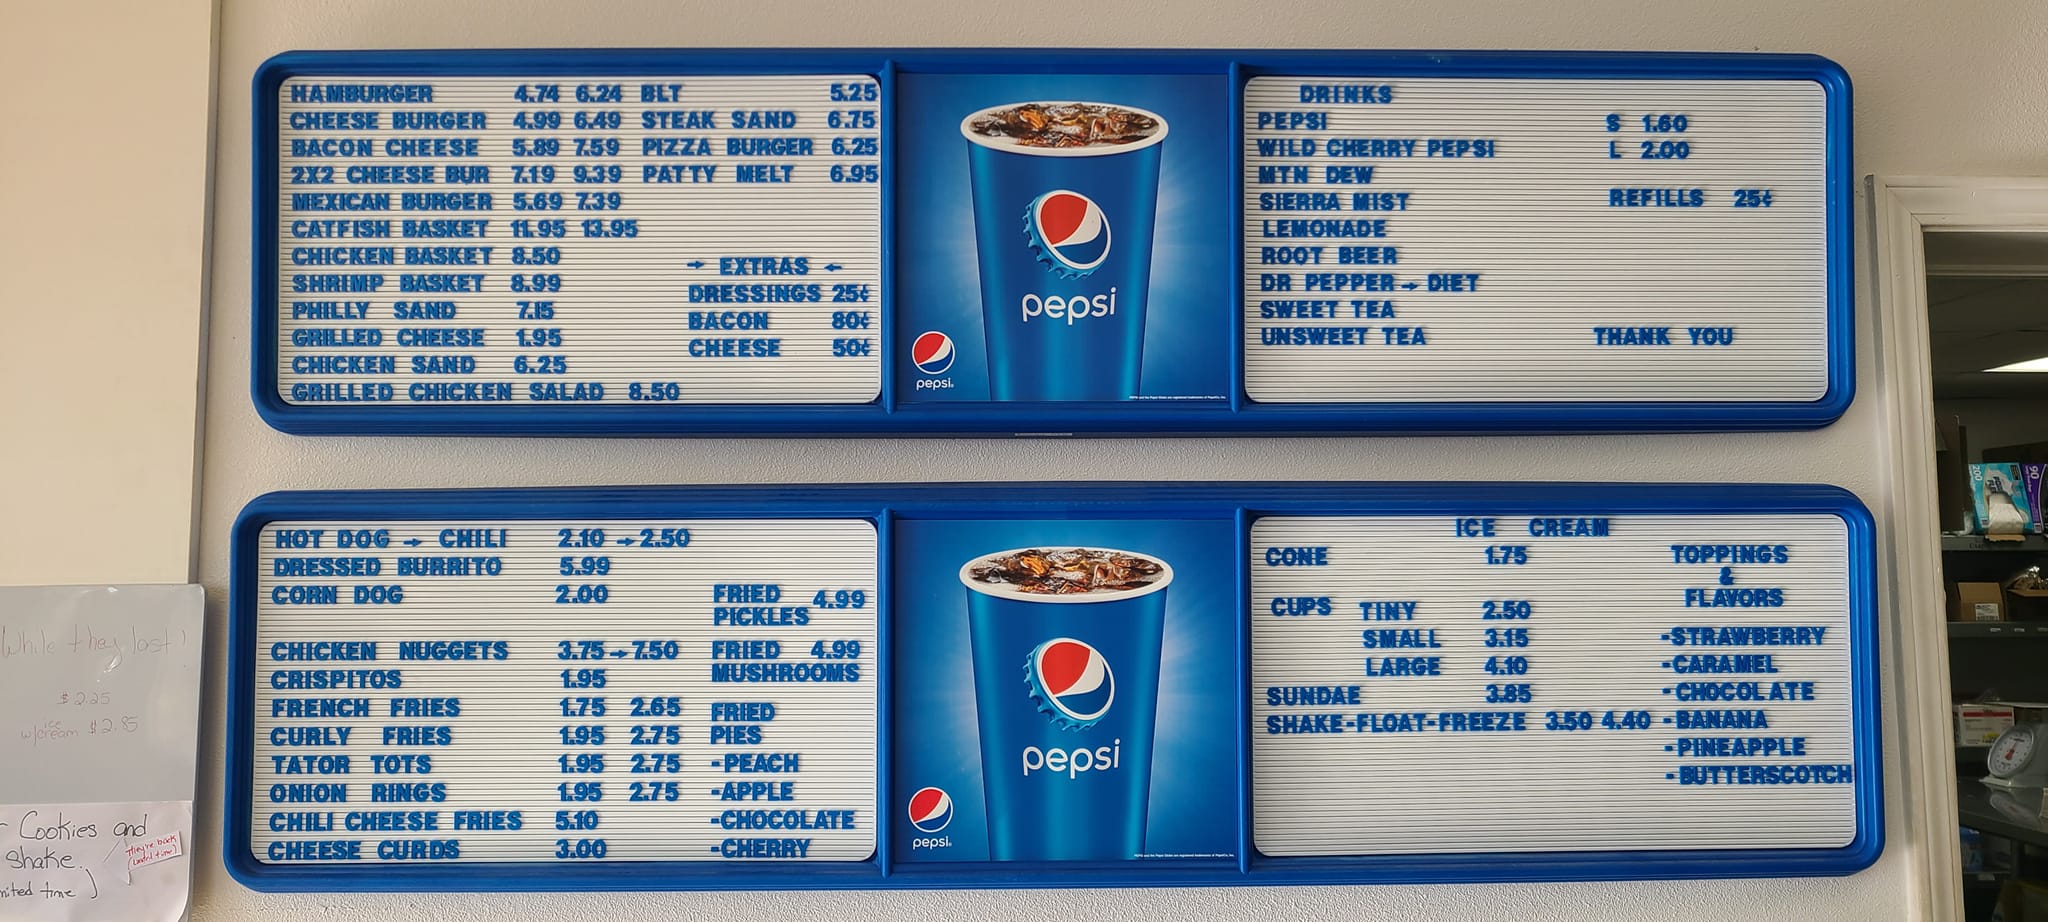 HAMBURGER 4.74 6.24 BLT 5.25
CHEESE BURGER 4.99 6.49 STEAK SAND 6.75
BACON CHEESE 5.89 7.59 PIZZA BURGER 6.25
2X2 CHEESE BUR 7.19 9.39 PATTY MELT 6.95
MEXICAN BURGER 5.69 7.39
CATFISH BASKET 11.95 13.95
CHICKEN BASKET 8.50
SHRIMP BASKET 8.99
PHILLY SAND 7.15
GRILLED CHEESE 1.95
CHICKEN SAND 6.25
GRILLED CHICKEN SALAD 8.50
→ EXTRAS ←
DRESSINGS 25¢
BACON 80¢
CHEESE 50¢
pepsi
pepsi
DRINKS
PEPSI S 1.60
WILD CHERRY PEPSI L 2.00
MTN DEW
SIERRA MIST REFILLS 25¢
LEMONADE
ROOT BEER
DR PEPPER → DIET
SWEET TEA
UNSWEET TEA THANK YOU
HOT DOG → CHILI 2.10 → 2.50
DRESSED BURRITO 5.99
CORN DOG 2.00
CHICKEN NUGGETS 3.75 → 7.50
CRISPITOS 1.95
FRENCH FRIES 1.75 2.65
CURLY FRIES 1.95 2.75
TATOR TOTS 1.95 2.75
ONION RINGS 1.95 2.75
CHILI CHEESE FRIES 5.10
CHEESE CURDS 3.00
FRIED 4.99
PICKLES
FRIED 4.99
MUSHROOMS
FRIED
PIES
-PEACH
-APPLE
-CHOCOLATE
-CHERRY
pepsi
pepsi
ICE CREAM
CONE 1.75
CUPS TINY 2.50
SMALL 3.15
LARGE 4.10
SUNDAE 3.85
SHAKE-FLOAT-FREEZE 3.50 4.40
TOPPINGS
&
FLAVORS
-STRAWBERRY
-CARAMEL
-CHOCOLATE
-BANANA
-PINEAPPLE
-BUTTERSCOTCH
While they last!
$2.25
ice
w/cream $2.85
Cookies and
shake.
They're back
time)
time)